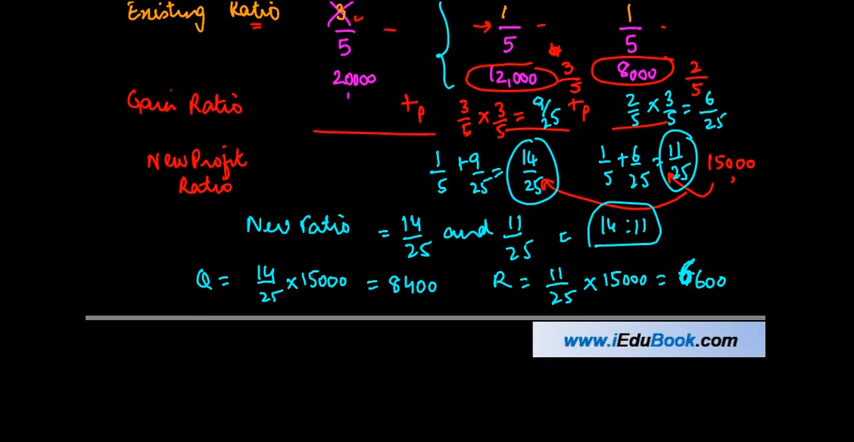 Existing Ratio 3/5 - → 1/5 - 1/5 -
20000 12,000 3/5 8000 2/5
Gain Ratio +P 3/5 × 3/5 = 9/25 +P 2/5 × 3/5 = 6/25
New Profit Ratio 1/5 + 9/25 = 14/25 1/5 + 6/25 = 11/25 15000
New ratio = 14/25 and 11/25 = 14:11
Q = 14/25 × 15000 = 8400 R = 11/25 × 15000 = 6600
www.iEduBook.com